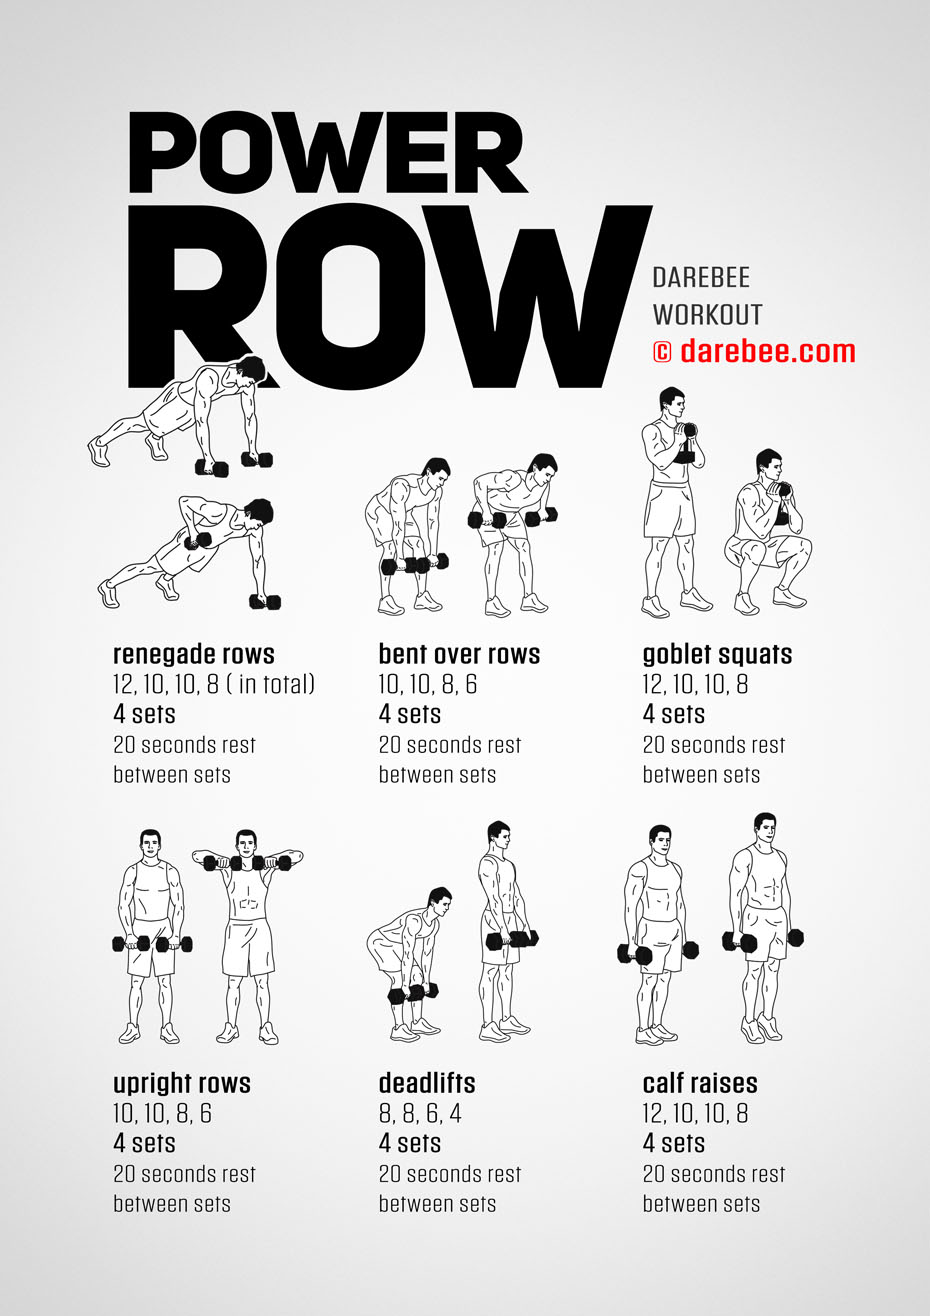 POWER
ROW
DAREBEE
WORKOUT
© darebee.com
renegade rows
12, 10, 10, 8 ( in total)
4 sets
20 seconds rest
between sets
bent over rows
10, 10, 8, 6
4 sets
20 seconds rest
between sets
goblet squats
12, 10, 10, 8
4 sets
20 seconds rest
between sets
upright rows
10, 10, 8, 6
4 sets
20 seconds rest
between sets
deadlifts
8, 8, 6, 4
4 sets
20 seconds rest
between sets
calf raises
12, 10, 10, 8
4 sets
20 seconds rest
between sets